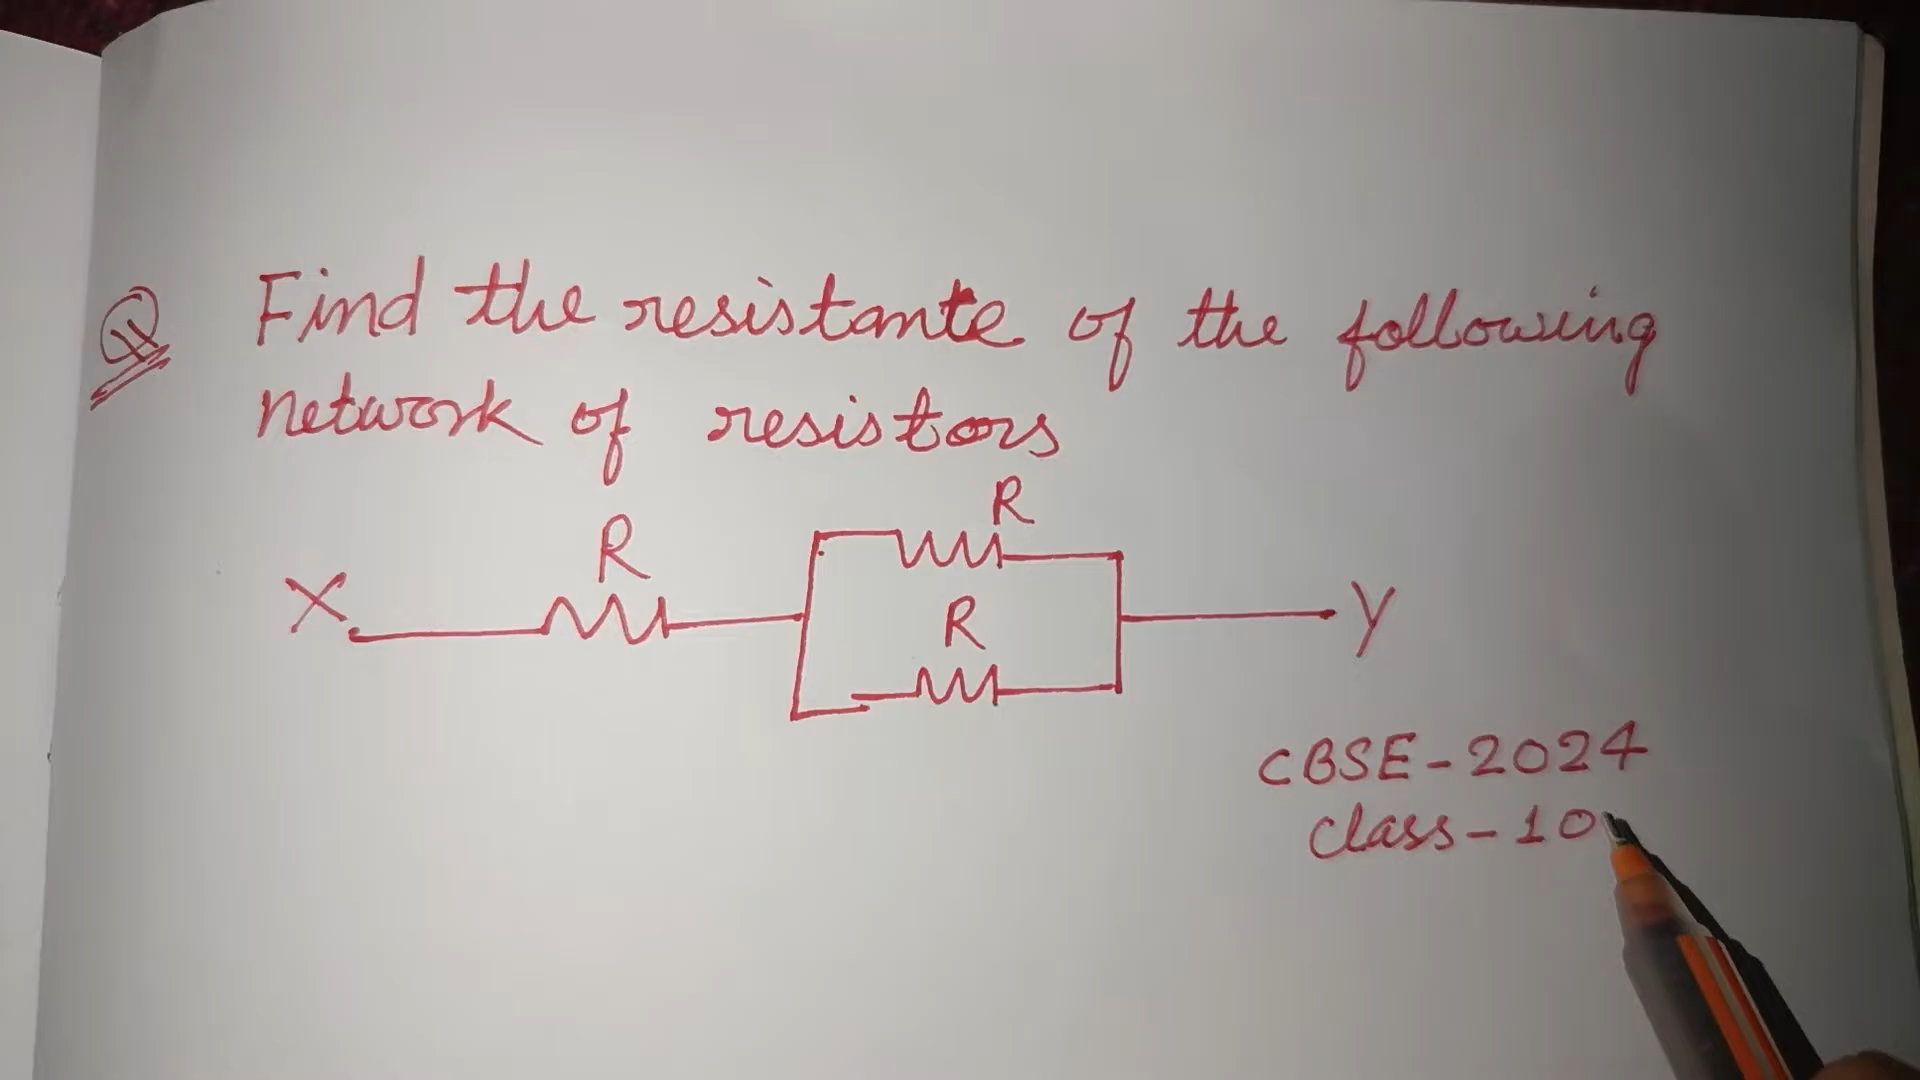 Q Find the resistante of the following
network of resistors
R
R
X
R
Y
CBSE-2024
Class-10